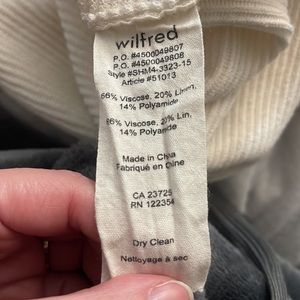 wilfred
P.O. #4500049807
P.O. #4500049808
Style #SHM4-3323-15
Article #51013
66% Viscose, 20% Linen,
14% Polyamide
66% Viscose, 20% Lin,
14% Polyamide
Made in China
Fabriqué en Chine
CA 23725
RN 122354
Dry Clean
Nettoyage à sec